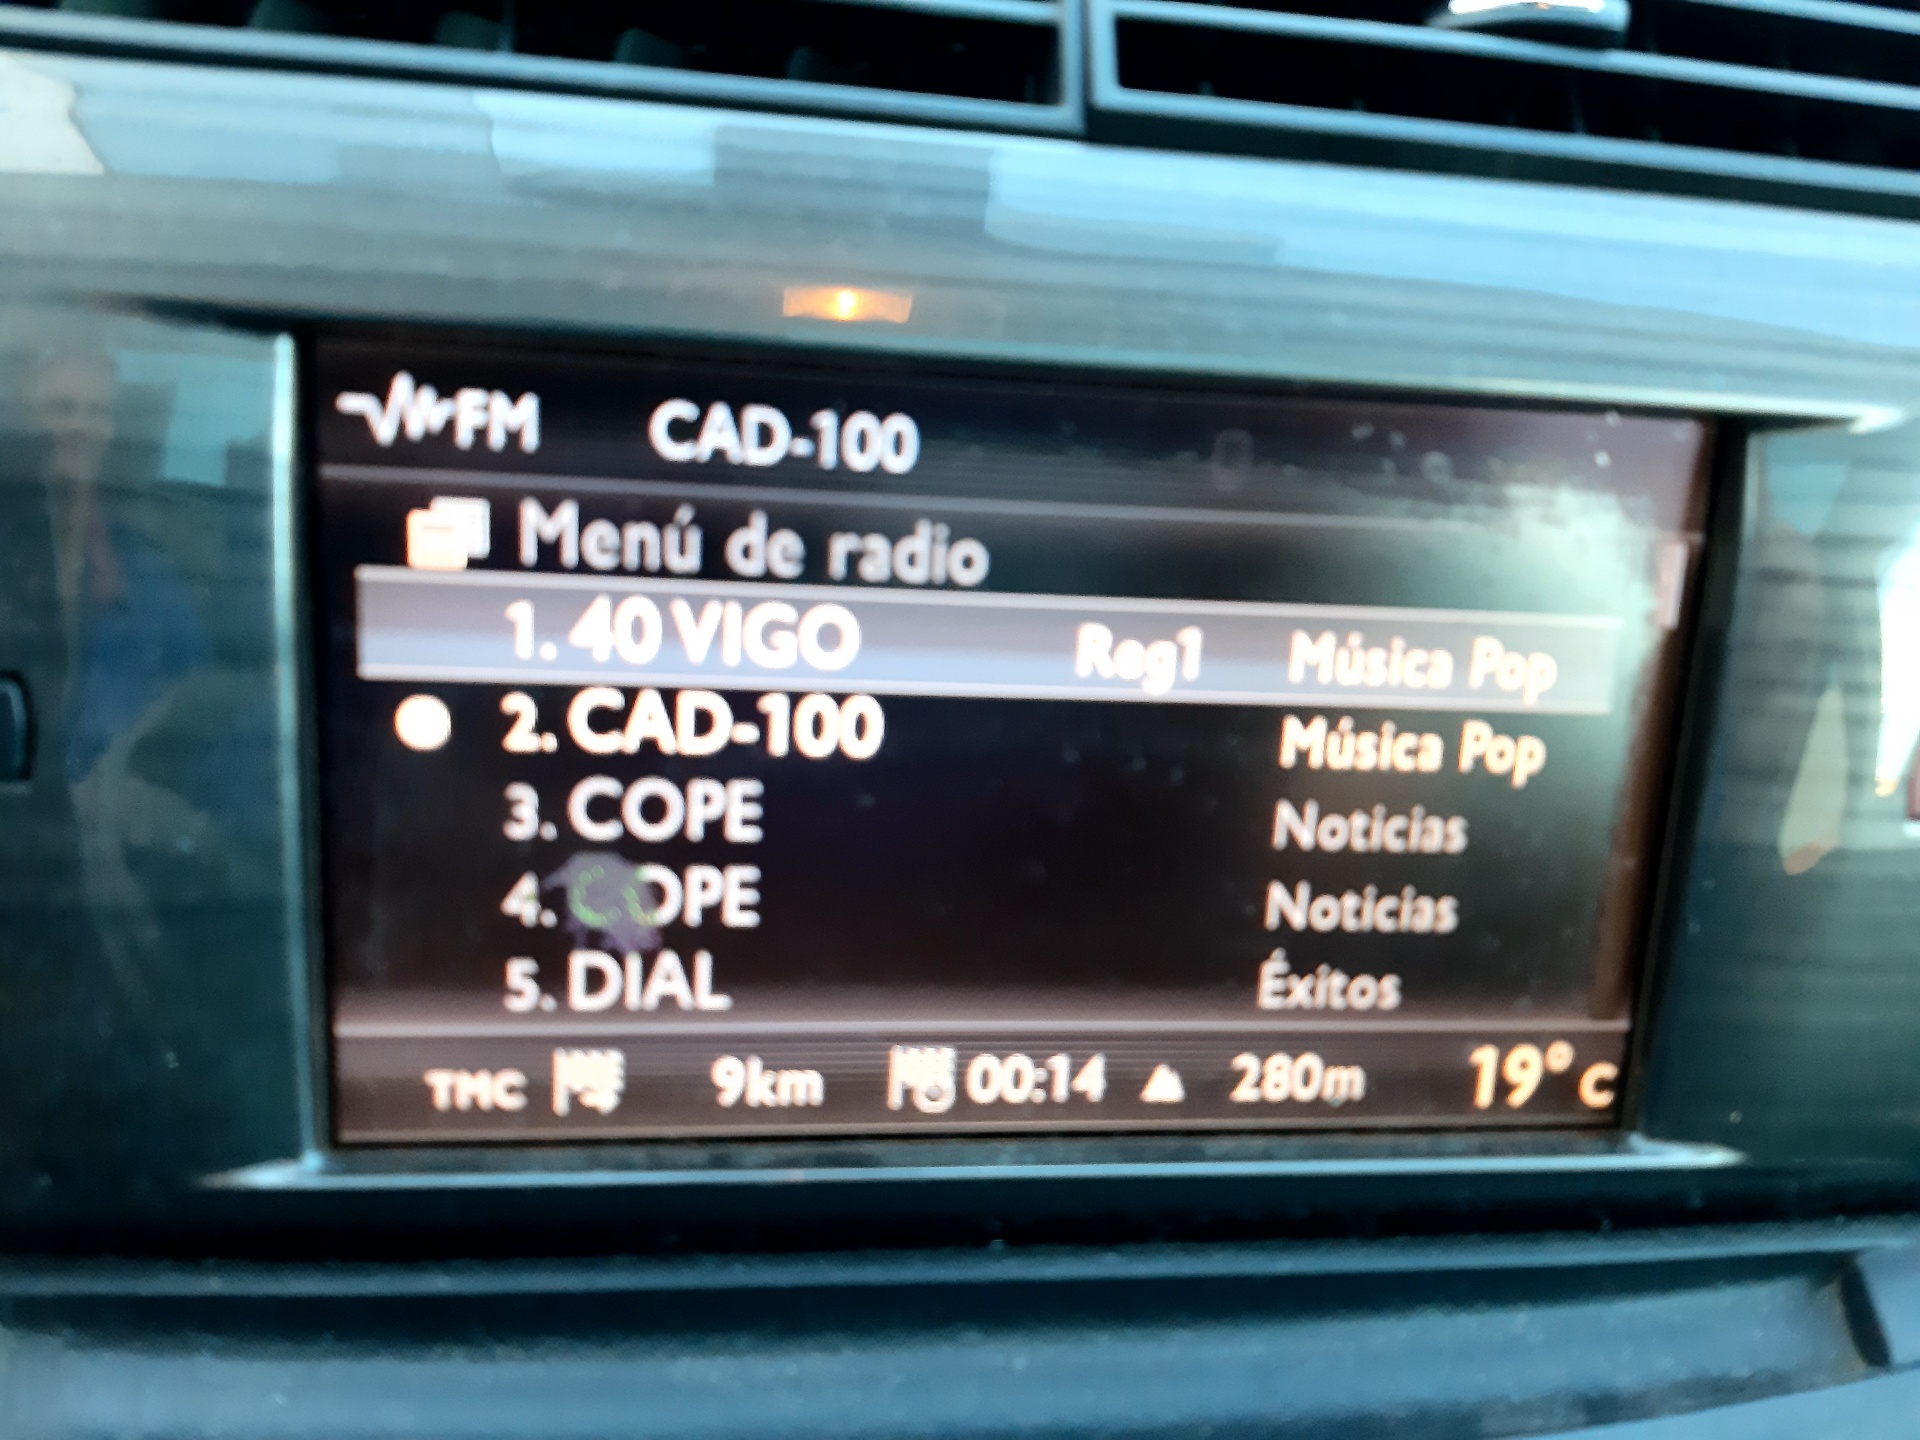 FM CAD-100
Menú de radio
1. 40 VIGO Reg1 Música Pop
2. CAD-100 Música Pop
3. COPE Noticias
4. COPE Noticias
5. DIAL Éxitos
TMC 9km 00:14 280m 19° C